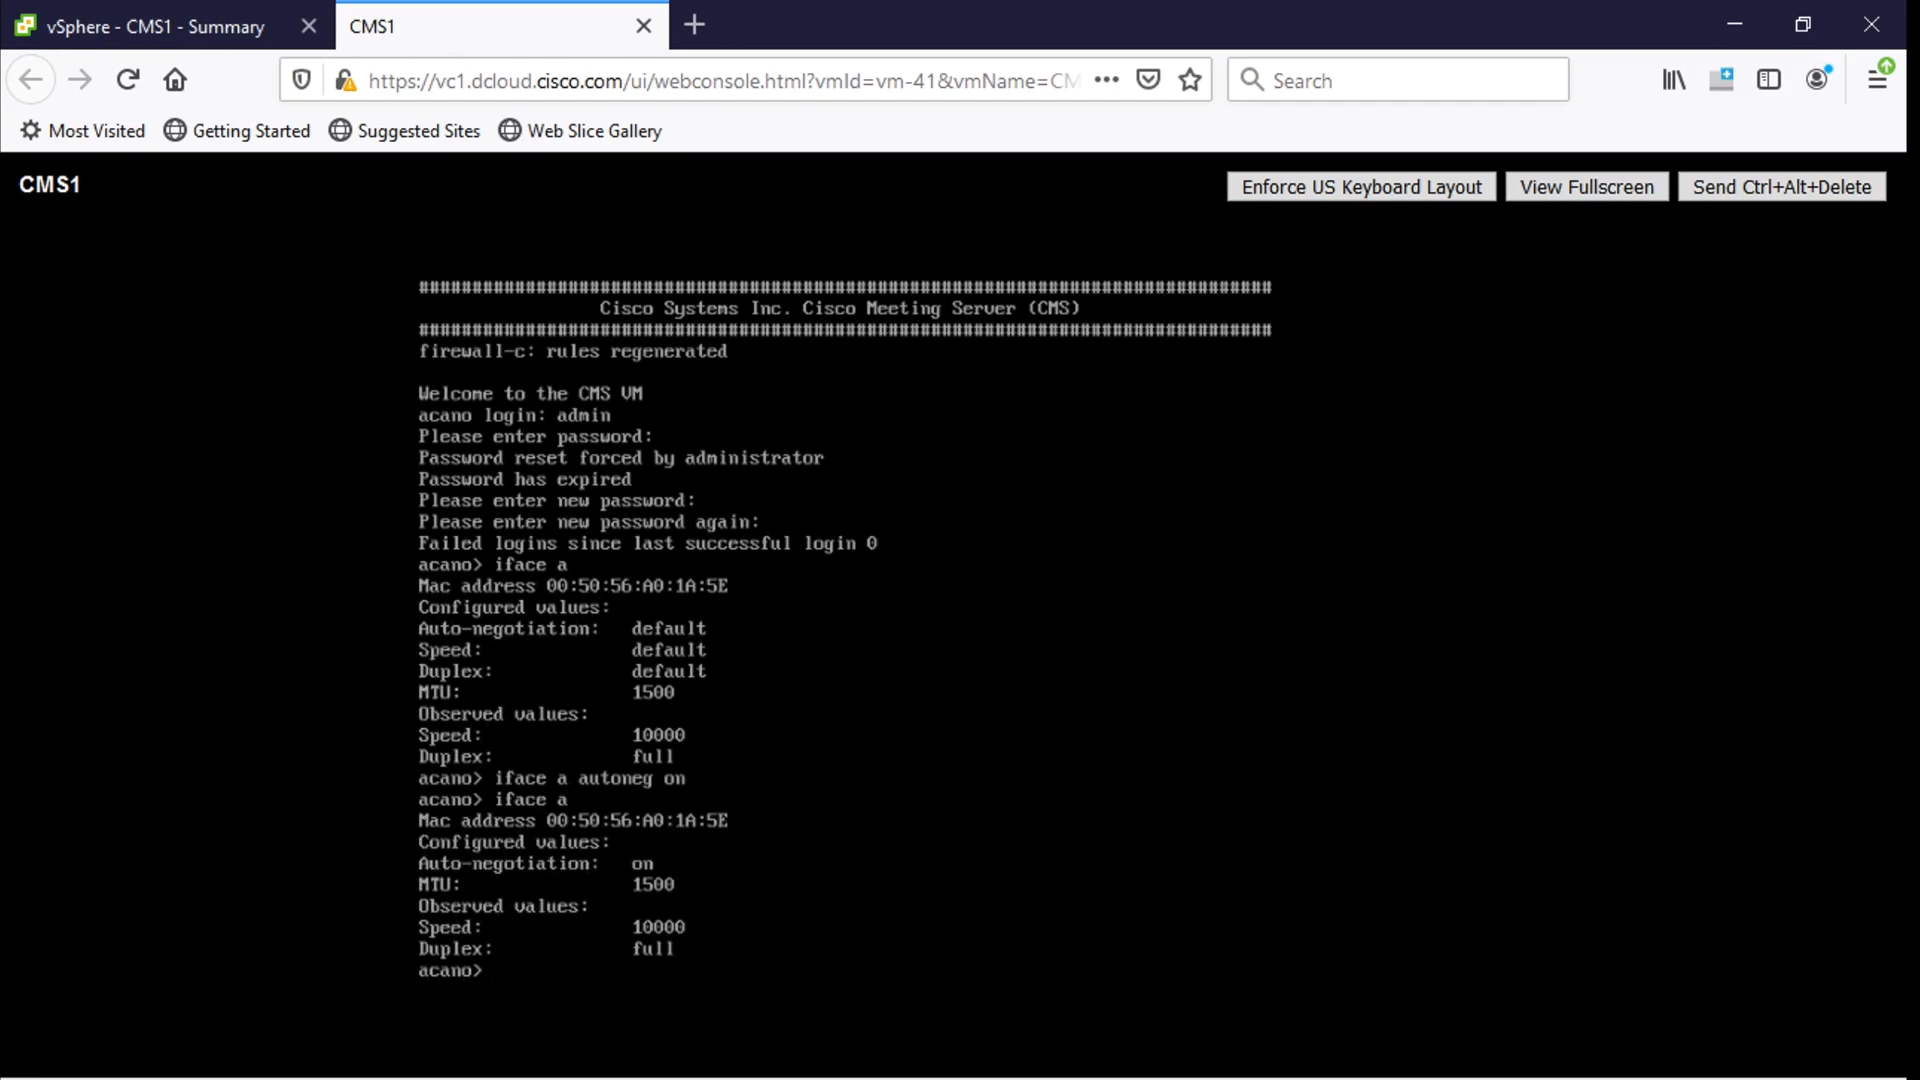 vSphere - CMS1 - Summary
CMS1
https://vc1.dcloud.cisco.com/ui/webconsole.html?vmId=vm-41&vmName=CM
Search
Most Visited
Getting Started
Suggested Sites
Web Slice Gallery
CMS1
Enforce US Keyboard Layout
View Fullscreen
Send Ctrl+Alt+Delete
################################################################################
Cisco Systems Inc. Cisco Meeting Server (CMS)
################################################################################
firewall-c: rules regenerated
Welcome to the CMS VM
acano login: admin
Please enter password:
Password reset forced by administrator
Password has expired
Please enter new password:
Please enter new password again:
Failed logins since last successful login 0
acano> iface a
Mac address 00:50:56:A0:1A:5E
Configured values:
Auto-negotiation: default
Speed: default
Duplex: default
MTU: 1500
Observed values:
Speed: 10000
Duplex: full
acano> iface a autoneg on
acano> iface a
Mac address 00:50:56:A0:1A:5E
Configured values:
Auto-negotiation: on
MTU: 1500
Observed values:
Speed: 10000
Duplex: full
acano>